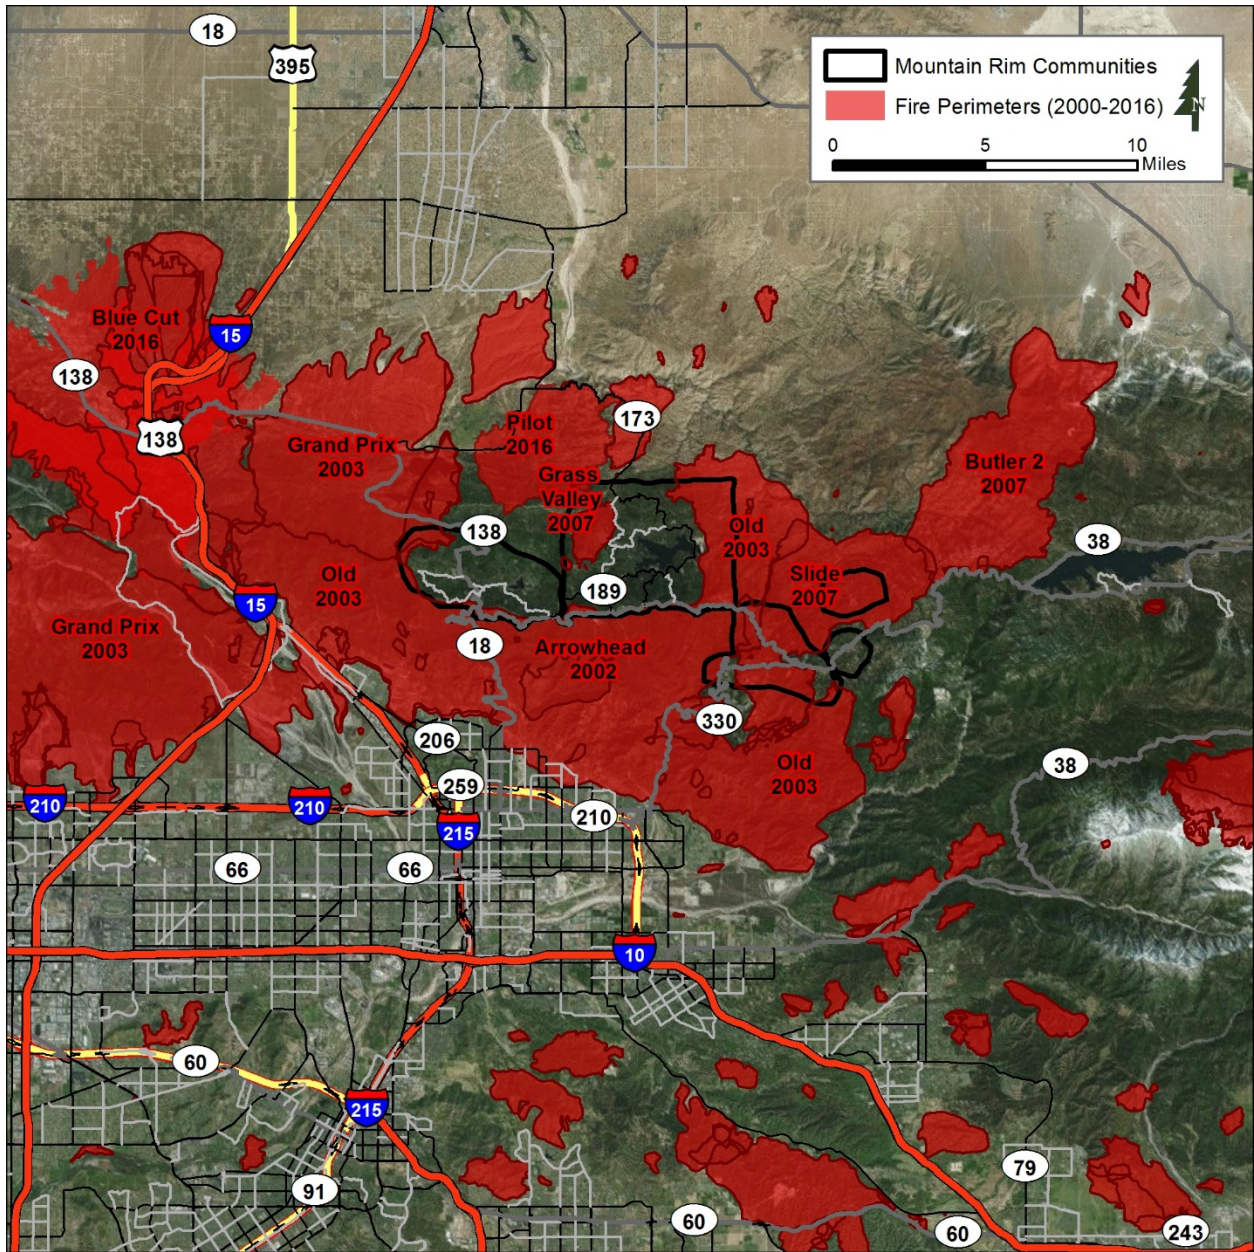 18
395
Mountain Rim Communities
Fire Perimeters (2000-2016)
N
0 5 10
Miles
Blue Cut
2016
15
138
138
173
Pilot
2016
Grand Prix
2003
Grass
Valley
2007
Butler 2
2007
138
Old
2003
38
Old
2003
Slide
2007
189
15
Grand Prix
2003
18
Arrowhead
2002
330
206
38
Old
2003
259
210
210
210
215
66
66
10
60
215
79
91
60
60
243